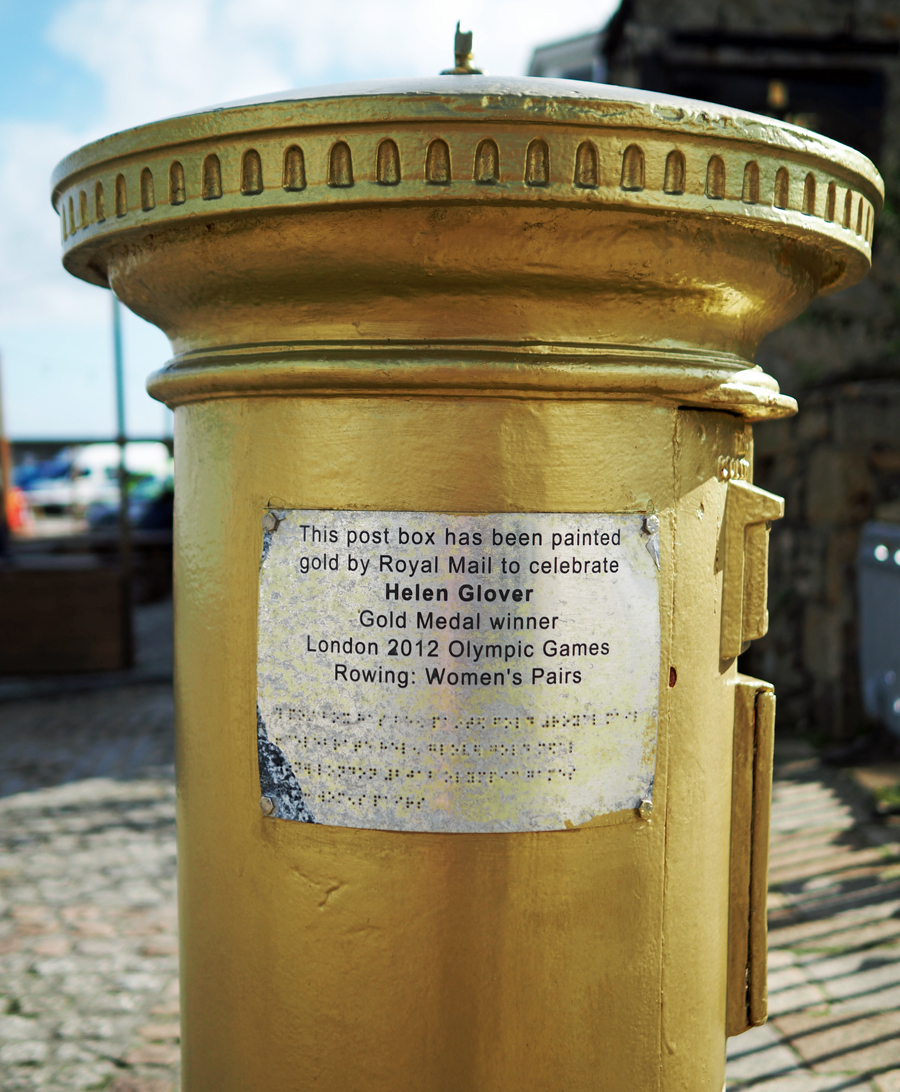 This post box has been painted
gold by Royal Mail to celebrate
Helen Glover
Gold Medal winner
London 2012 Olympic Games
Rowing: Women's Pairs